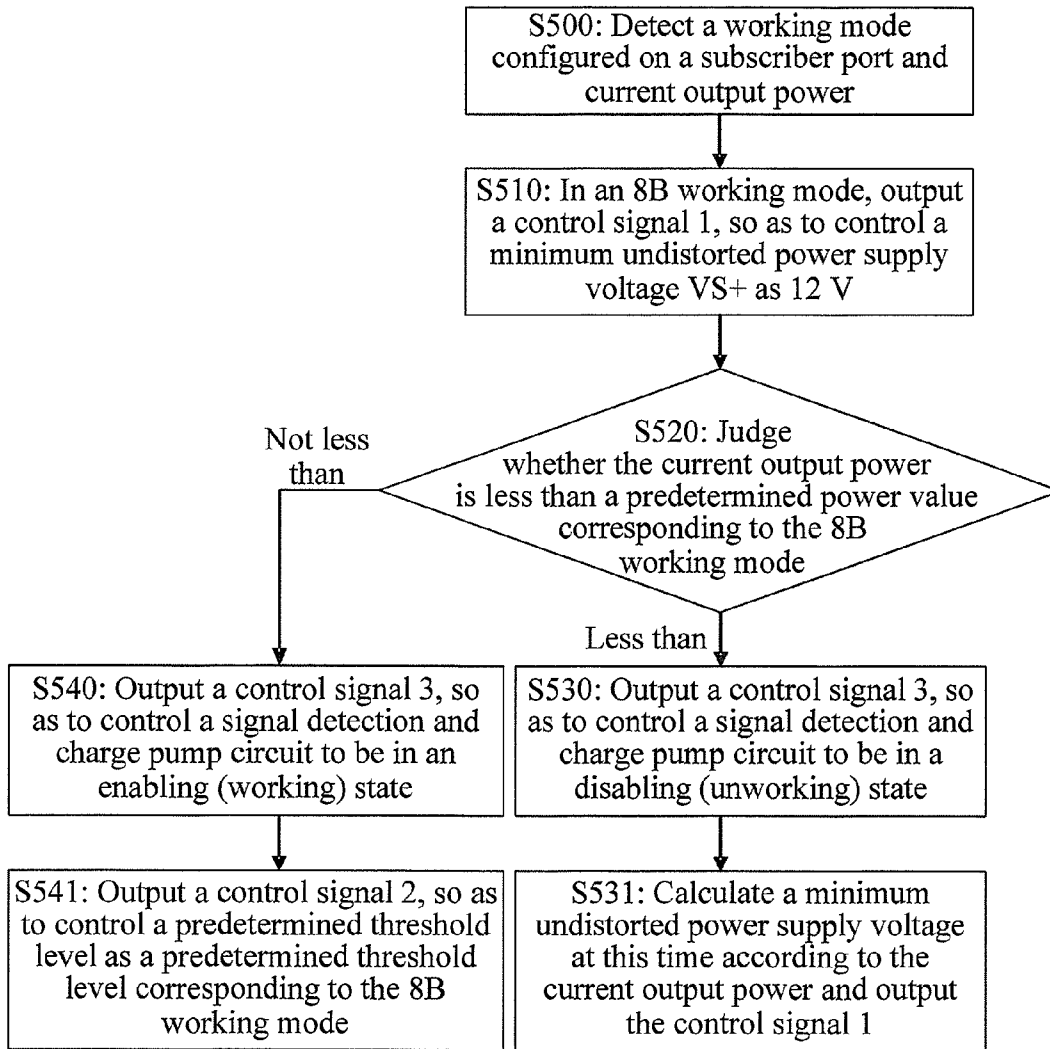 S500: Detect a working mode
configured on a subscriber port and
current output power
S510: In an 8B working mode, output
a control signal 1, so as to control a
minimum undistorted power supply
voltage VS+ as 12 V
S520: Judge
whether the current output power
is less than a predetermined power value
corresponding to the 8B
working mode
Not less
than
Less than
S540: Output a control signal 3, so
as to control a signal detection and
charge pump circuit to be in an
enabling (working) state
S530: Output a control signal 3, so
as to control a signal detection and
charge pump circuit to be in a
disabling (unworking) state
S541: Output a control signal 2, so as
to control a predetermined threshold
level as a predetermined threshold
level corresponding to the 8B
working mode
S531: Calculate a minimum
undistorted power supply voltage
at this time according to the
current output power and output
the control signal 1